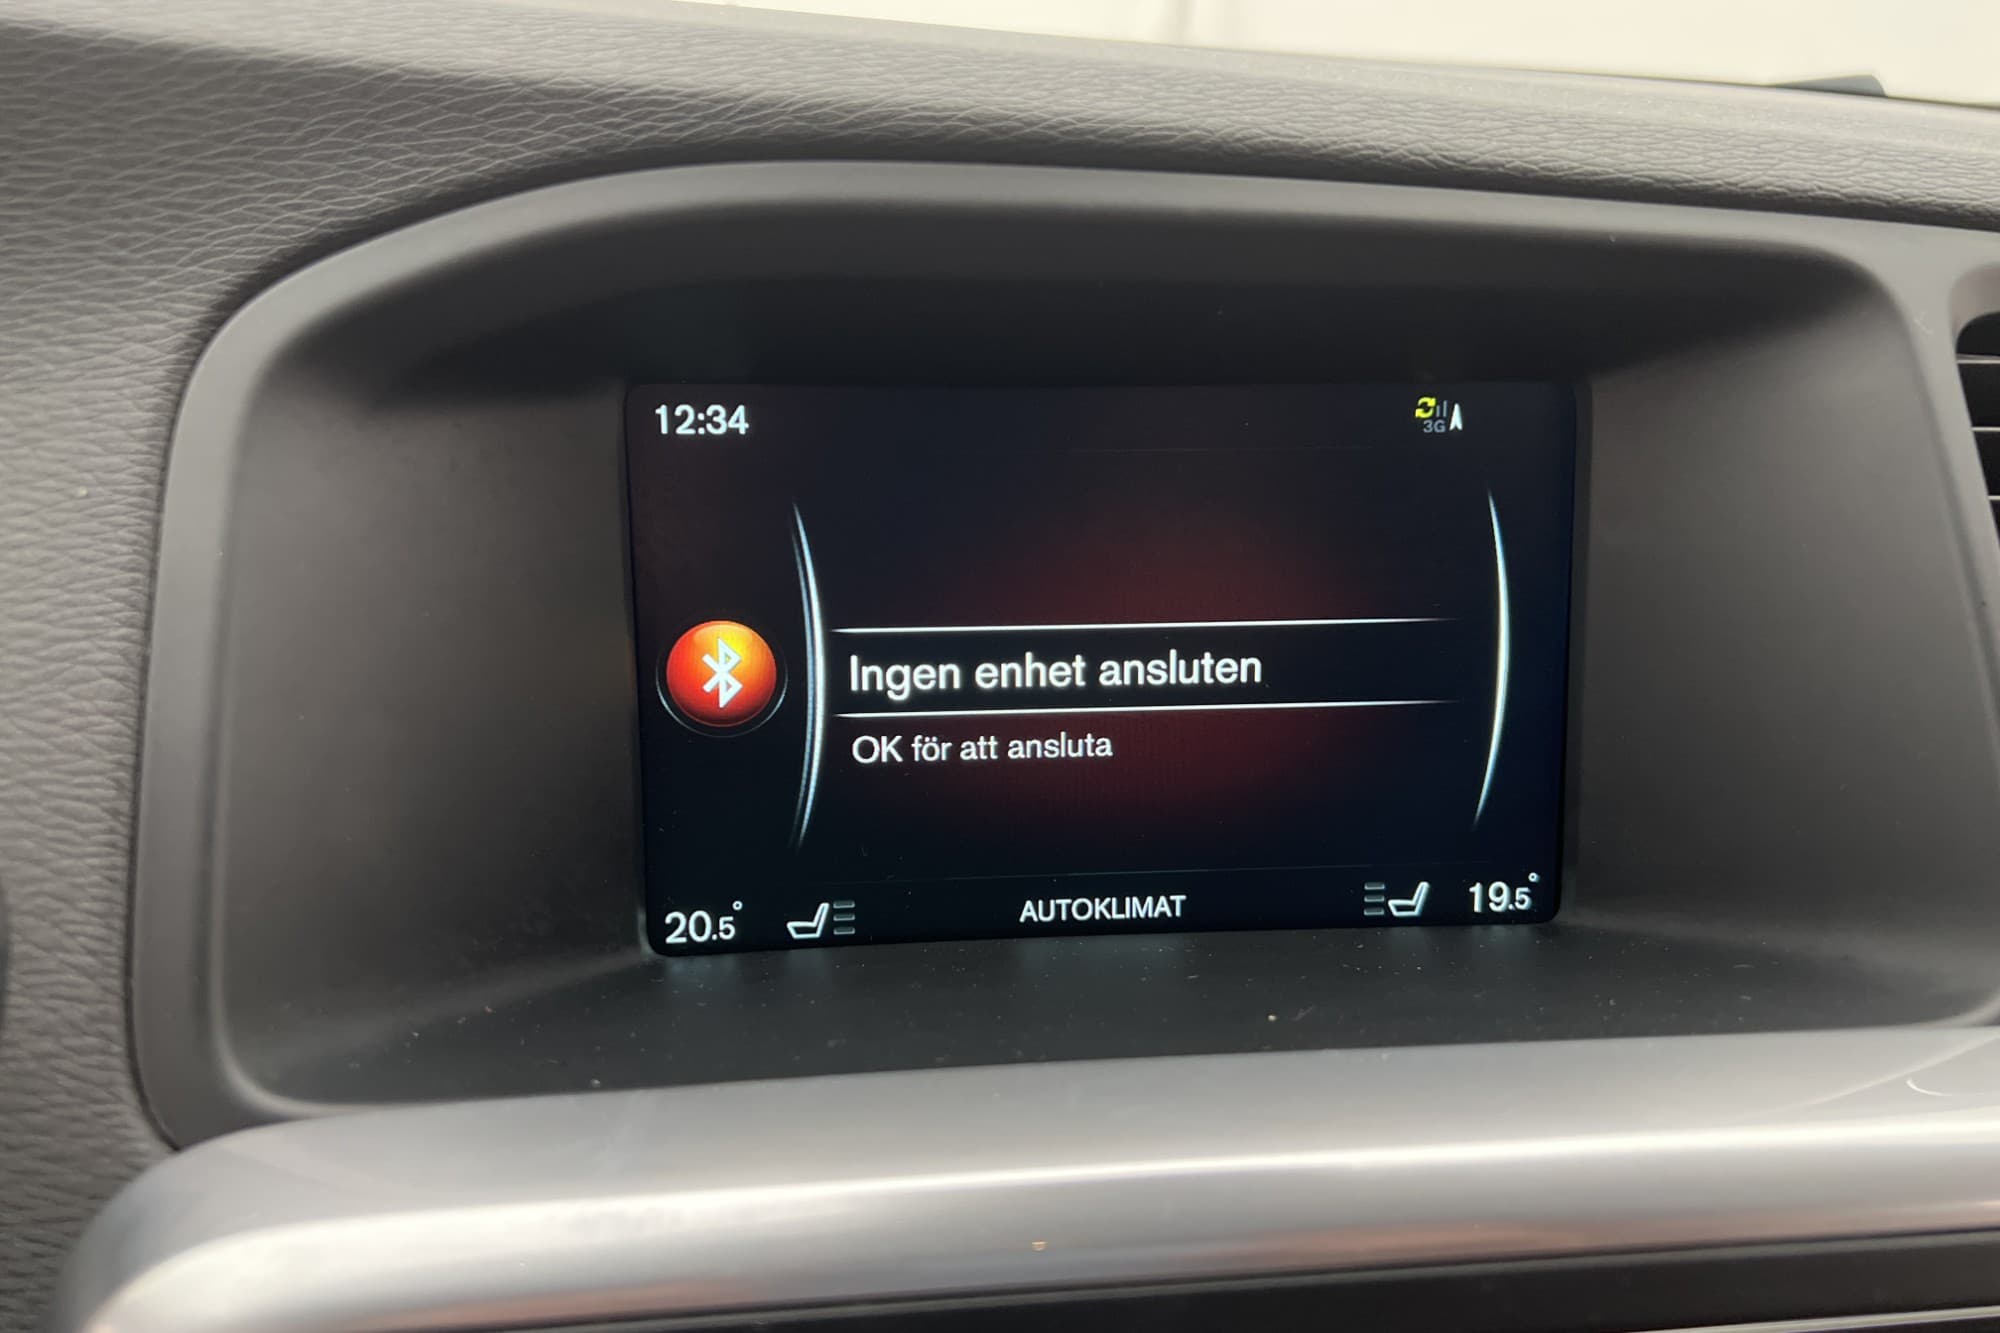 12:34
3G
Ingen enhet ansluten
OK för att ansluta
20.5° AUTOKLIMAT 19.5°